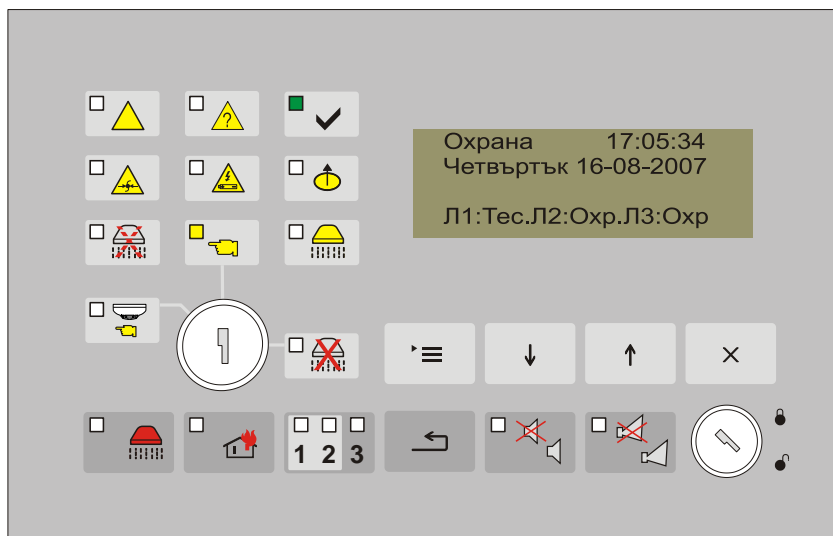 ?
Охрана 17:05:34
Четвъртък 16-08-2007
Л1:Тес.Л2:Охр.Л3:Охр
1 2 3